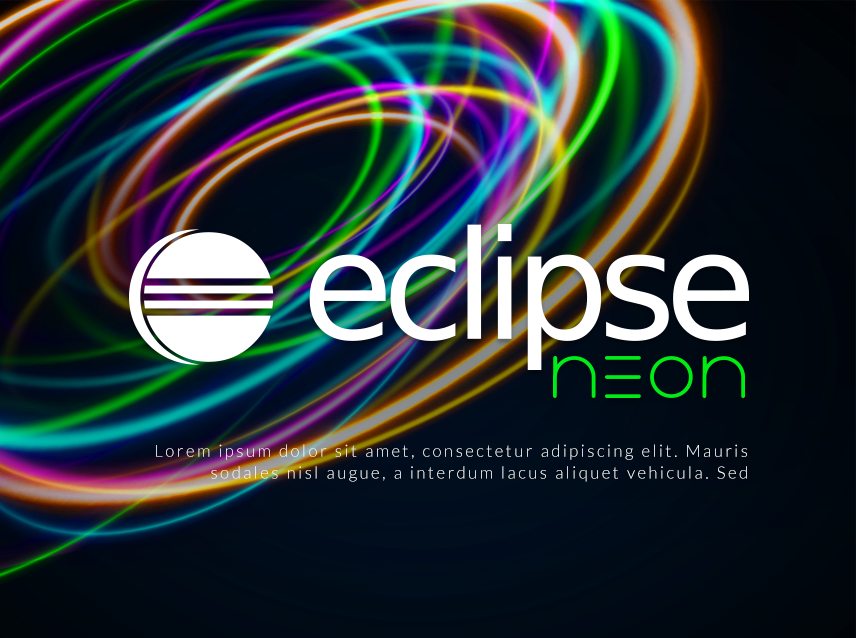 eclipse
neon
Lorem ipsum dolor sit amet, consectetur adipiscing elit. Mauris
sodales nisl augue, a interdum lacus aliquet vehicula. Sed